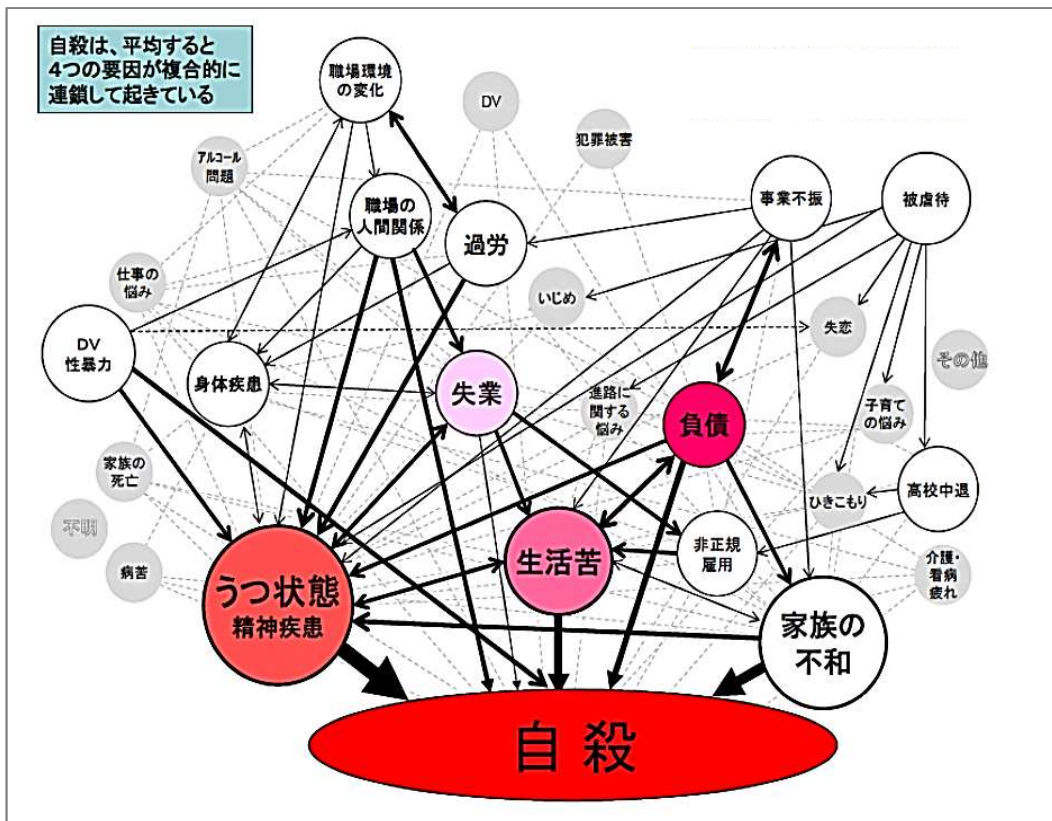 自殺は、平均すると
4つの要因が複合的に
連鎖して起きている
職場環境
の変化
DV
犯罪被害
アルコール
問題
職場の
人間関係
過労
事業不振
被虐待
仕事の
悩み
いじめ
失恋
その他
DV
性暴力
身体疾患
失業
進路に
関する
悩み
負債
子育て
の悩み
家族の
死亡
不明
病苦
ひきこもり
高校中退
うつ状態
精神疾患
生活苦
非正規
雇用
介護・
看病
疲れ
家族の
不和
自殺